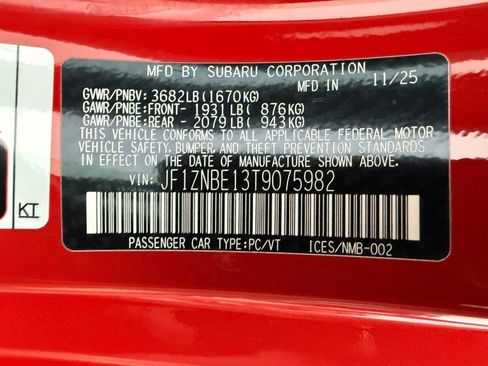 MFD BY SUBARU CORPORATION
MFD IN 11/25
GVWR/PNBV: 3682LB(1670KG)
GAWR/PNBE:FRONT- 1931LB( 876KG)
GAWR/PNBE:REAR - 2079LB( 943KG)
THIS VEHICLE CONFORMS TO ALL APPLICABLE FEDERAL MOTOR
VEHICLE SAFETY, BUMPER AND THEFT PREVENTION STANDARDS
IN EFFECT ON THE DATE OF MANUFACTURE SHOWN ABOVE.
VIN: JF1ZNBE13T9075982
PASSENGER CAR TYPE:PC/VT ICES/NMB-002
KI